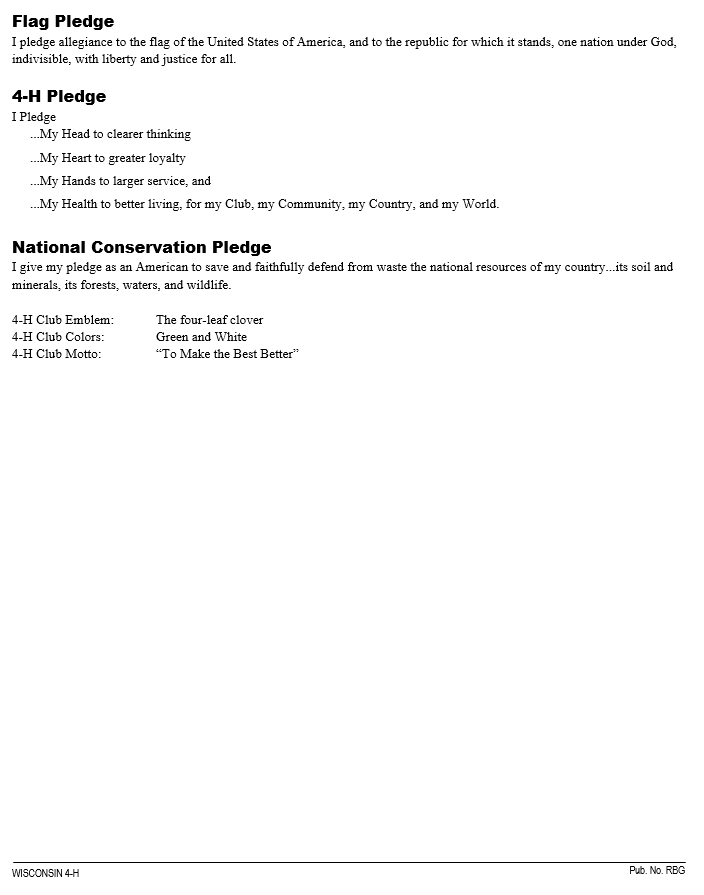 Flag Pledge
I pledge allegiance to the flag of the United States of America, and to the republic for which it stands, one nation under God,
indivisible, with liberty and justice for all.
4-H Pledge
I Pledge
...My Head to clearer thinking
...My Heart to greater loyalty
...My Hands to larger service, and
...My Health to better living, for my Club, my Community, my Country, and my World.
National Conservation Pledge
I give my pledge as an American to save and faithfully defend from waste the national resources of my country...its soil and
minerals, its forests, waters, and wildlife.
4-H Club Emblem: The four-leaf clover
4-H Club Colors: Green and White
4-H Club Motto: “To Make the Best Better”
WISCONSIN 4-H Pub. No. RBG